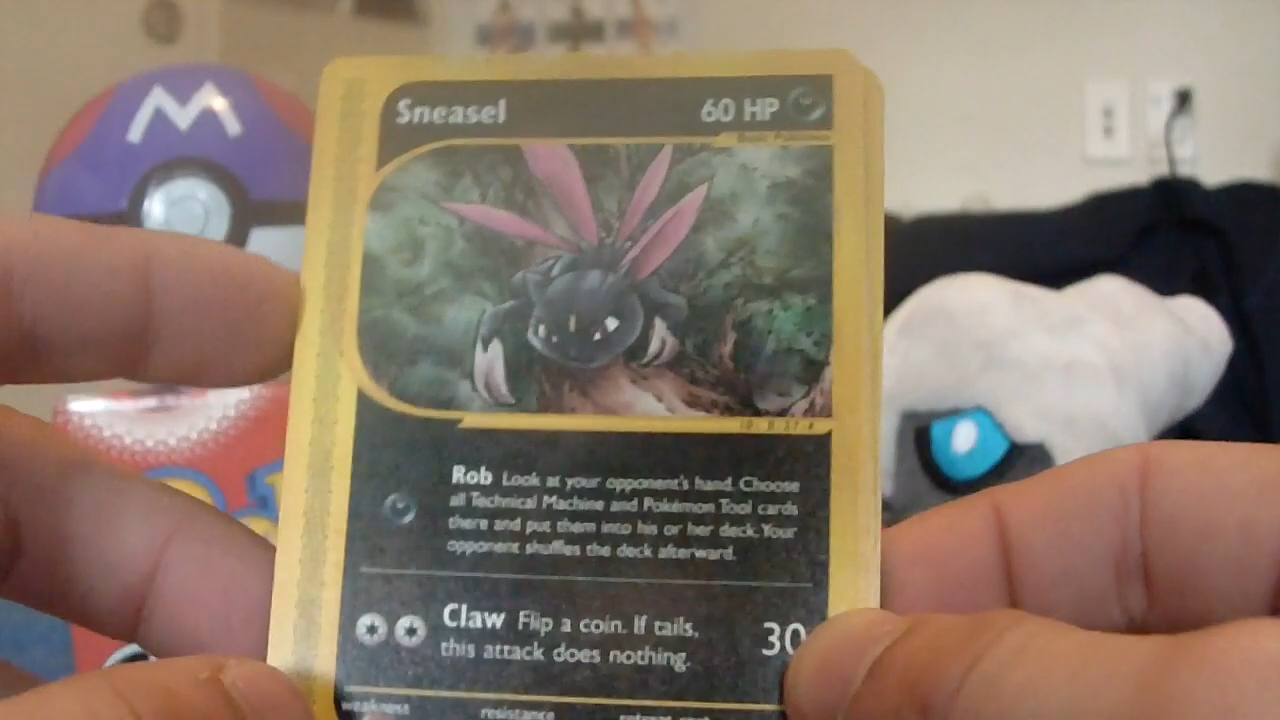 M
Sneasel 60 HP
Basic Pokémon
Rob Look at your opponent's hand. Choose
all Technical Machine and Pokémon Tool cards
there and put them into his or her deck. Your
opponent shuffles the deck afterward.
Claw Flip a coin. If tails, 30
this attack does nothing.
weakness resistance retreat cost